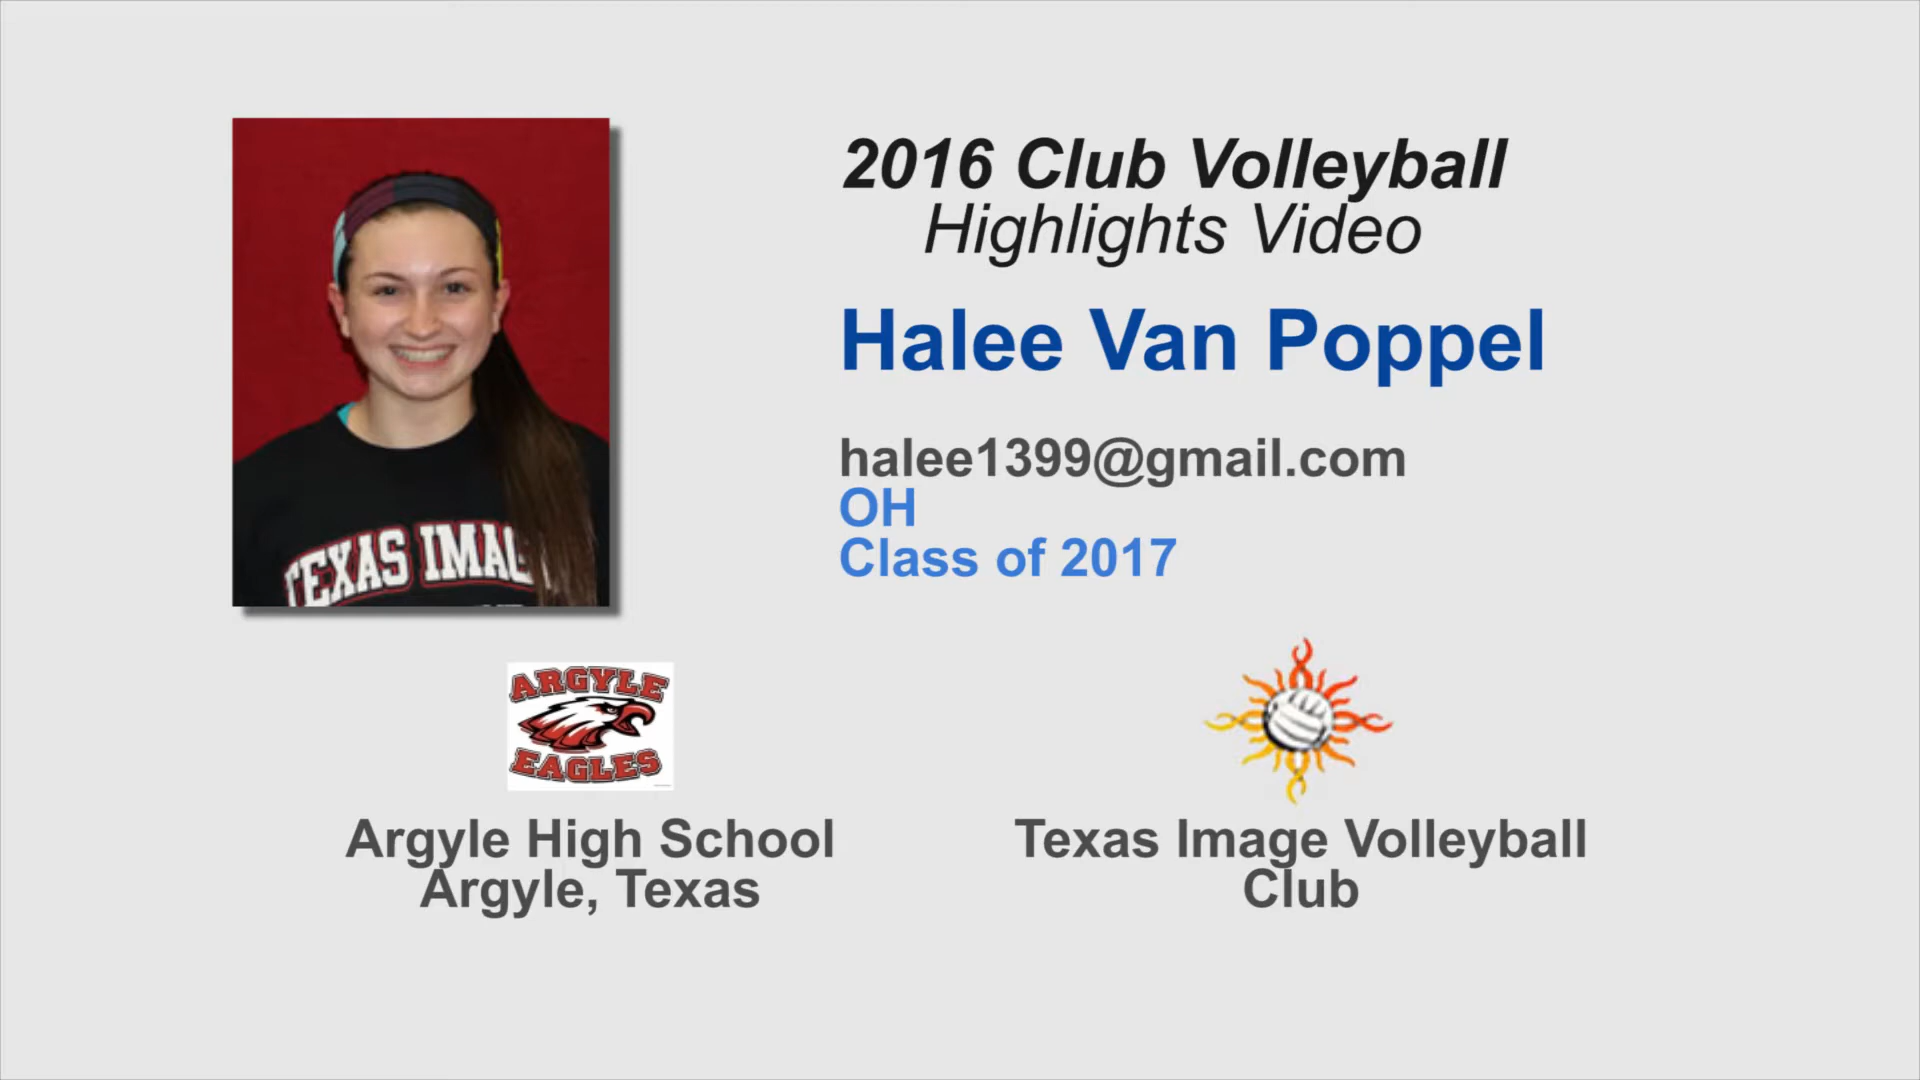 2016 Club Volleyball
Highlights Video
Halee Van Poppel
halee1399@gmail.com
OH
Class of 2017
TEXAS IMAG
ARGYLE
EAGLES
Argyle High School
Argyle, Texas
Texas Image Volleyball
Club